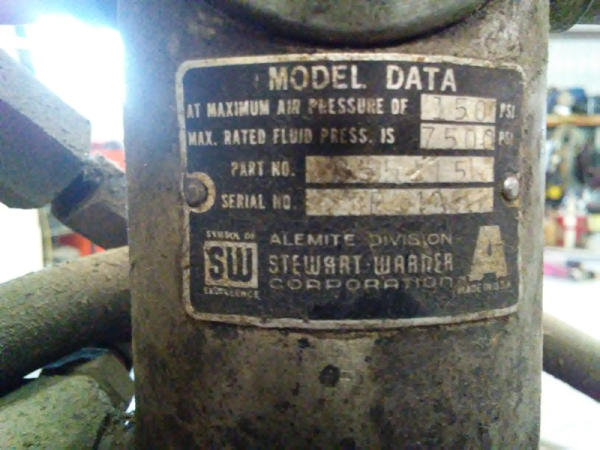 MODEL DATA
AT MAXIMUM AIR PRESSURE OF 150 PSI
MAX. RATED FLUID PRESS. IS 7500 PSI
PART NO.
SERIAL NO.
SYMBOL OF
SW
EXCELLENCE
ALEMITE DIVISION
STEWART-WARNER
CORPORATION
A
MADE IN U.S.A.